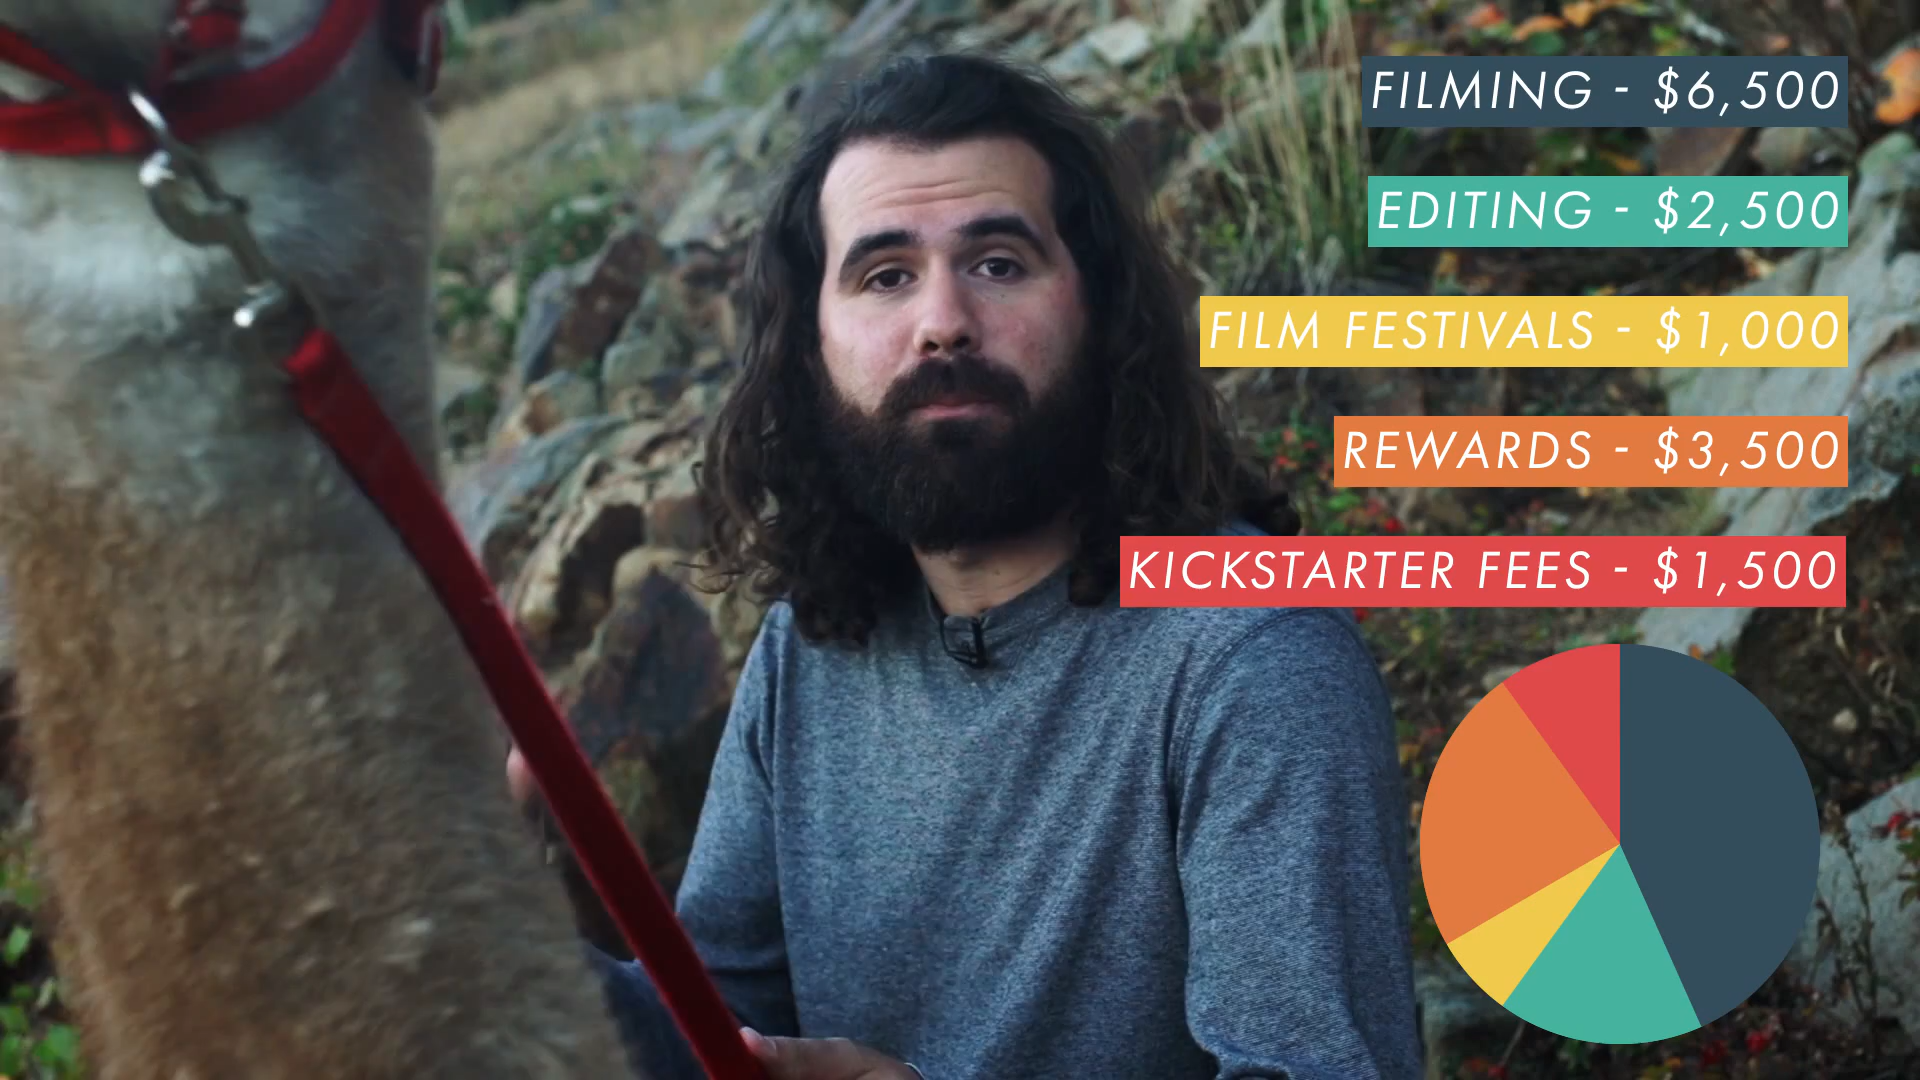 FILMING - $6,500
EDITING - $2,500
FILM FESTIVALS - $1,000
REWARDS - $3,500
KICKSTARTER FEES - $1,500